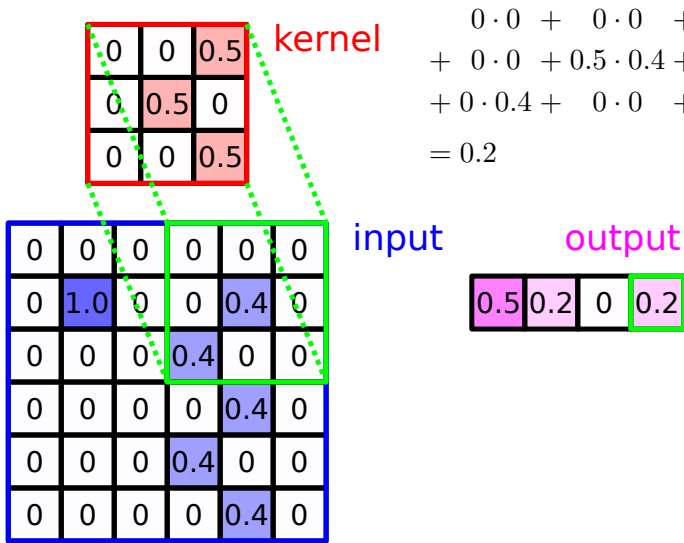 0 0 0.5
0 0.5 0
0 0 0.5
kernel
0·0 + 0·0 +
+ 0·0 + 0.5·0.4 +
+ 0·0.4 + 0·0 +
= 0.2
input
0 0 0 0 0 0
0 1.0 0 0 0.4 0
0 0 0 0.4 0 0
0 0 0 0 0.4 0
0 0 0 0.4 0 0
0 0 0 0 0.4 0
output
0.5 0.2 0 0.2